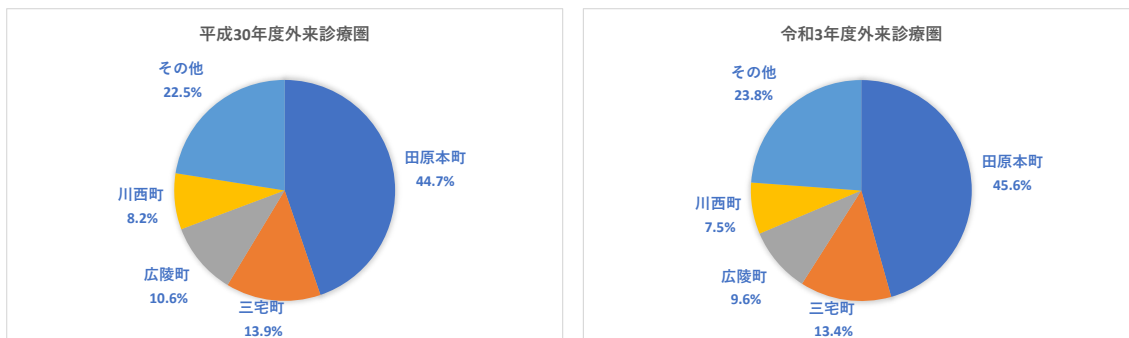 平成30年度外来診療圏
その他
22.5%
田原本町
44.7%
川西町
8.2%
広陵町
10.6%
三宅町
13.9%
令和3年度外来診療圏
その他
23.8%
田原本町
45.6%
川西町
7.5%
広陵町
9.6%
三宅町
13.4%